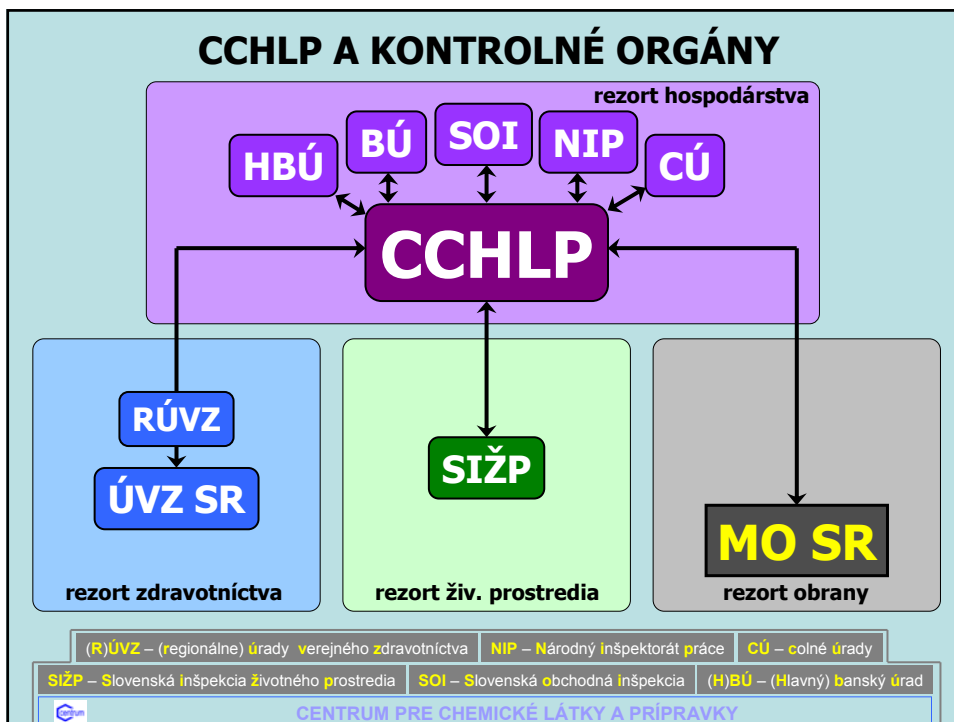 CCHLP A KONTROLNÉ ORGÁNY
rezort hospodárstva
HBÚ
BÚ
SOI
NIP
CÚ
CCHLP
RÚVZ
ÚVZ SR
rezort zdravotníctva
SIŽP
rezort živ. prostredia
MO SR
rezort obrany
(R)ÚVZ – (regionálne) úrady verejného zdravotníctva
NIP – Národný inšpektorát práce
CÚ – colné úrady
SIŽP – Slovenská inšpekcia životného prostredia
SOI – Slovenská obchodná inšpekcia
(H)BÚ – (Hlavný) banský úrad
centrum
CENTRUM PRE CHEMICKÉ LÁTKY A PRÍPRAVKY